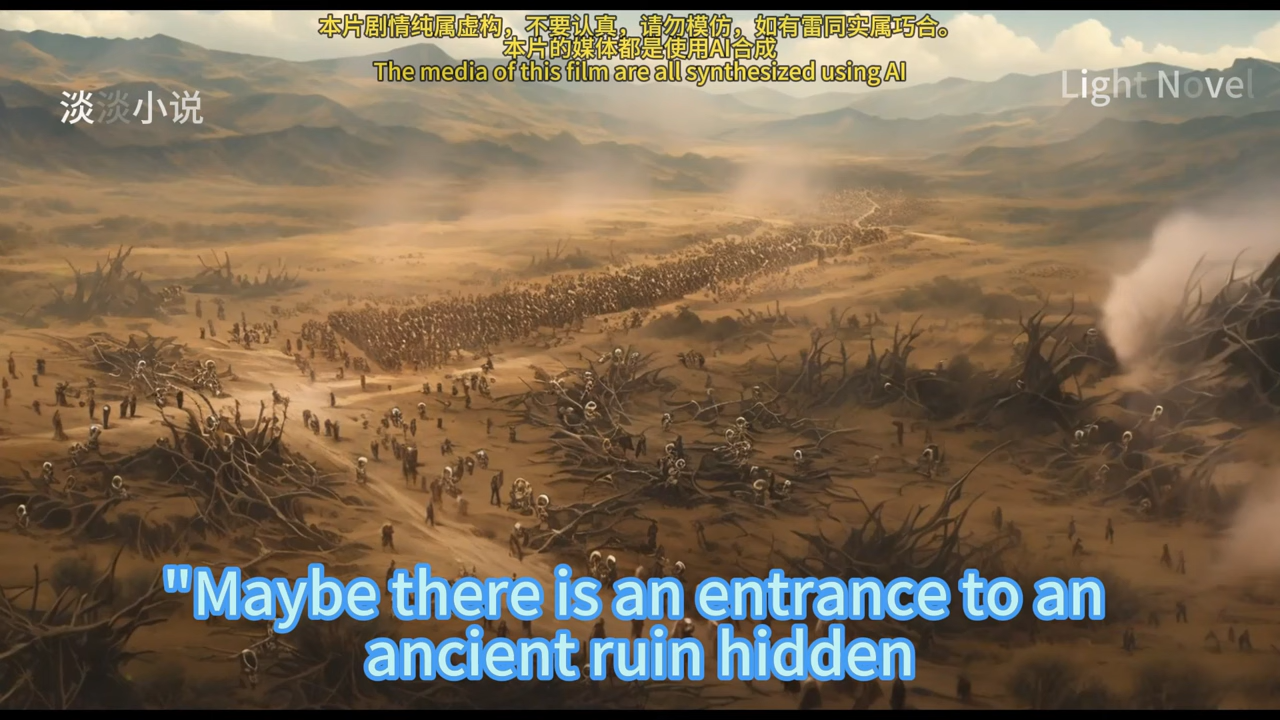 本片剧情纯属虚构，不要认真，请勿模仿，如有雷同实属巧合。
本片的媒体都是使用AI合成
The media of this film are all synthesized using AI
淡淡小说
Light Novel
"Maybe there is an entrance to an
ancient ruin hidden